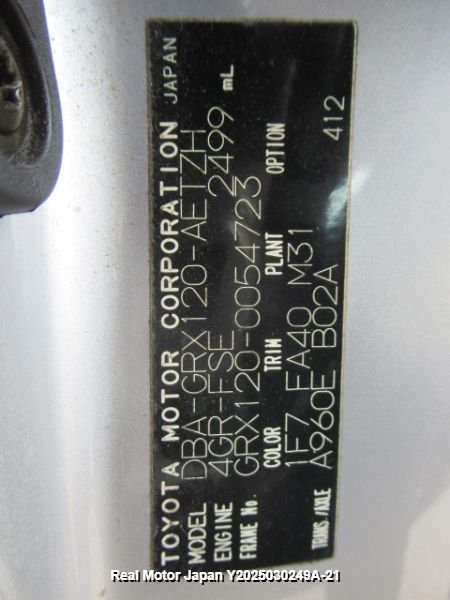 TOYOTA MOTOR CORPORATION JAPAN
MODEL DBA-GRX120-AETZH
ENGINE 4GR-FSE 2499 mL
FRAME No. GRX120-0054723
COLOR TRIM PLANT OPTION
1F7 FA40 M31
TRANS./AXLE A960E B02A 412
Real Motor Japan Y2025030249A-21